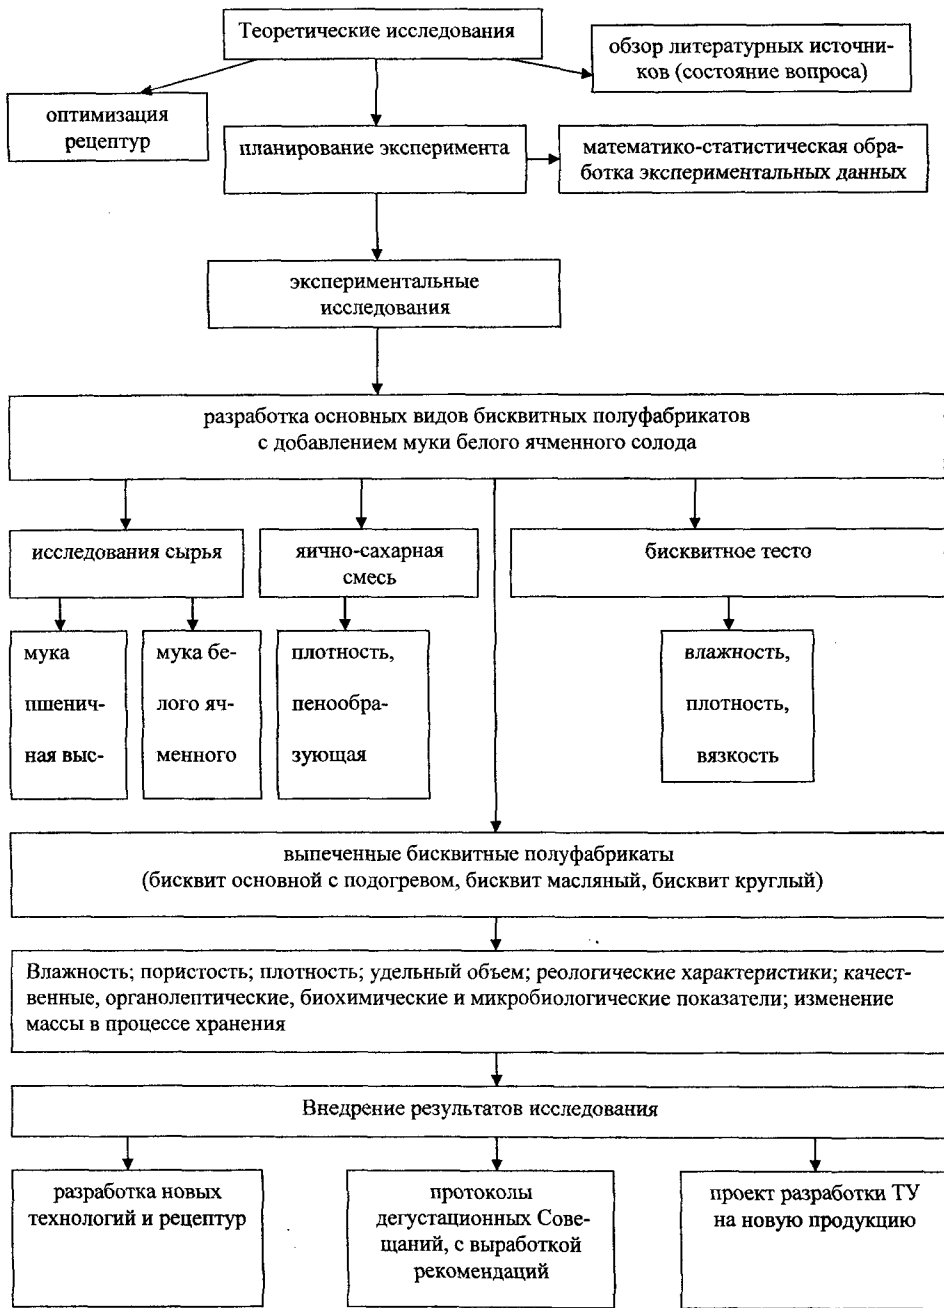 Теоретические исследования
обзор литературных источни-
ков (состояние вопроса)
оптимизация
рецептур
планирование эксперимента
математико-статистическая обра-
ботка экспериментальных данных
экспериментальные
исследования
разработка основных видов бисквитных полуфабрикатов
с добавлением муки белого ячменного солода
исследования сырья
яично-сахарная
смесь
бисквитное тесто
мука
пшенич-
ная выс-
мука бе-
лого яч-
менного
плотность,
пенообра-
зующая
влажность,
плотность,
вязкость
выпеченные бисквитные полуфабрикаты
(бисквит основной с подогревом, бисквит масляный, бисквит круглый)
Влажность; пористость; плотность; удельный объем; реологические характеристики; качест-
венные, органолептические, биохимические и микробиологические показатели; изменение
массы в процессе хранения
Внедрение результатов исследования
разработка новых
технологий и рецептур
протоколы
дегустационных Сове-
щаний, с выработкой
рекомендаций
проект разработки ТУ
на новую продукцию